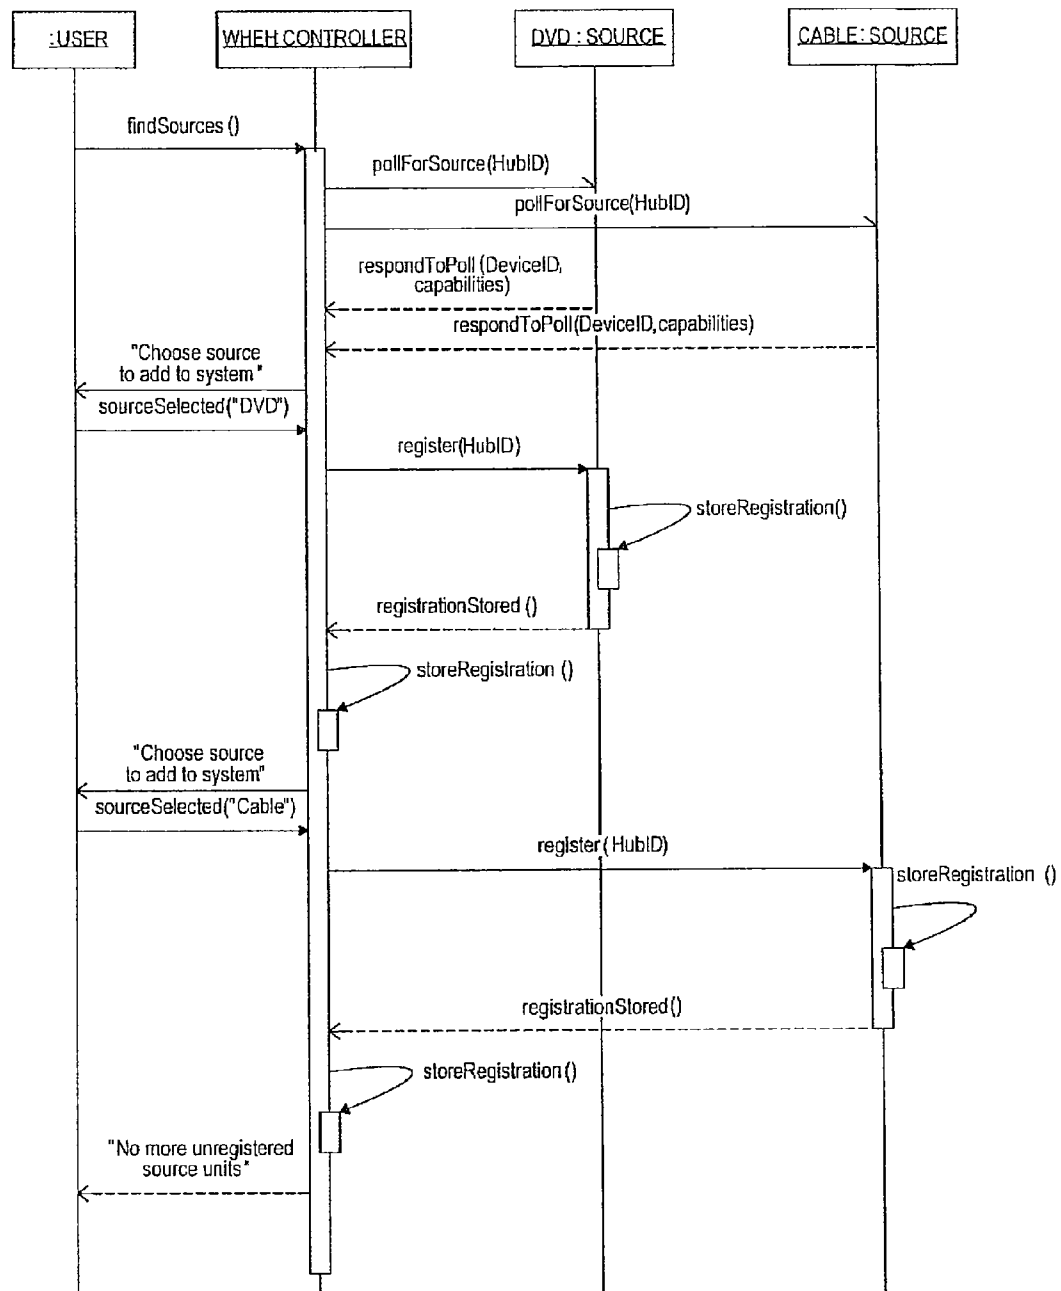 :USER
WHEH:CONTROLLER
DVD : SOURCE
CABLE: SOURCE
findSources ()
pollForSource(HubID)
pollForSource(HubID)
respondToPoll (DeviceID,
capabilities)
respondToPoll(DeviceID, capabilities)
"Choose source
to add to system"
sourceSelected("DVD")
register(HubID)
storeRegistration()
registrationStored ()
storeRegistration ()
"Choose source
to add to system"
sourceSelected("Cable")
register( HubID)
storeRegistration ()
registrationStored()
storeRegistration()
"No more unregistered
source units"